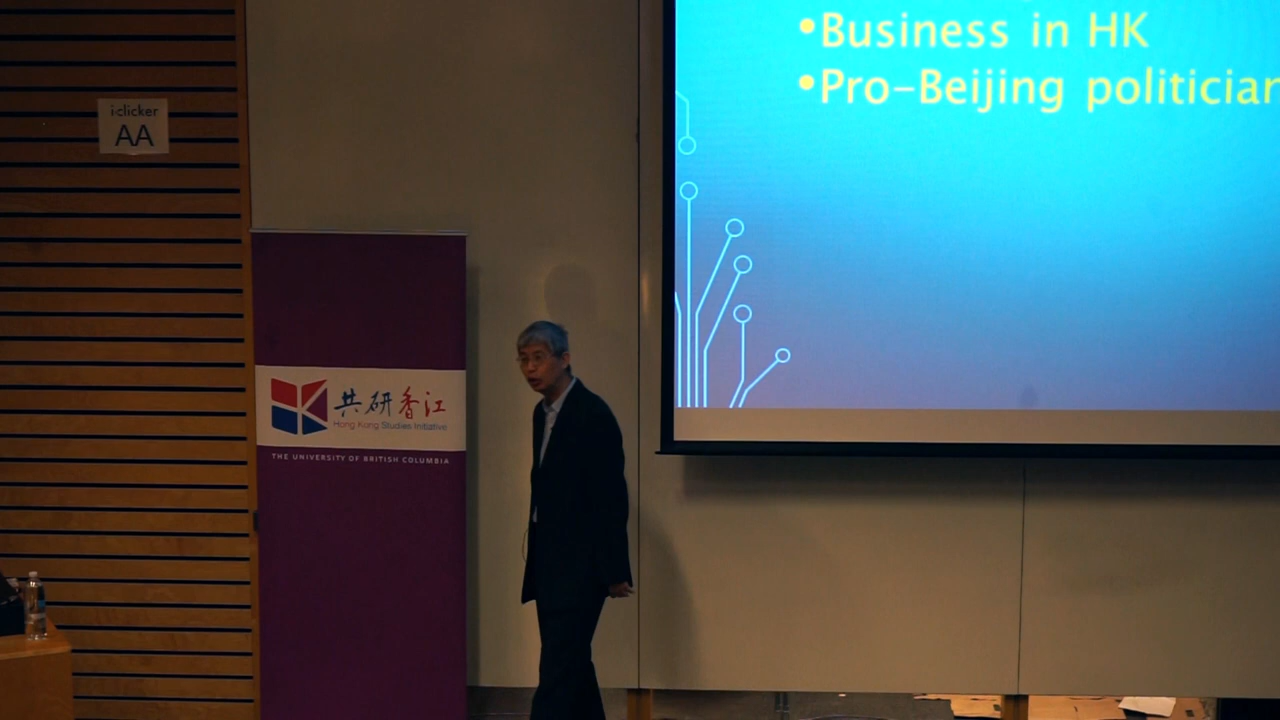 •Business in HK
•Pro-Beijing politician
iclicker
AA
共研香江
Hong Kong Studies Initiative
THE UNIVERSITY OF BRITISH COLUMBIA